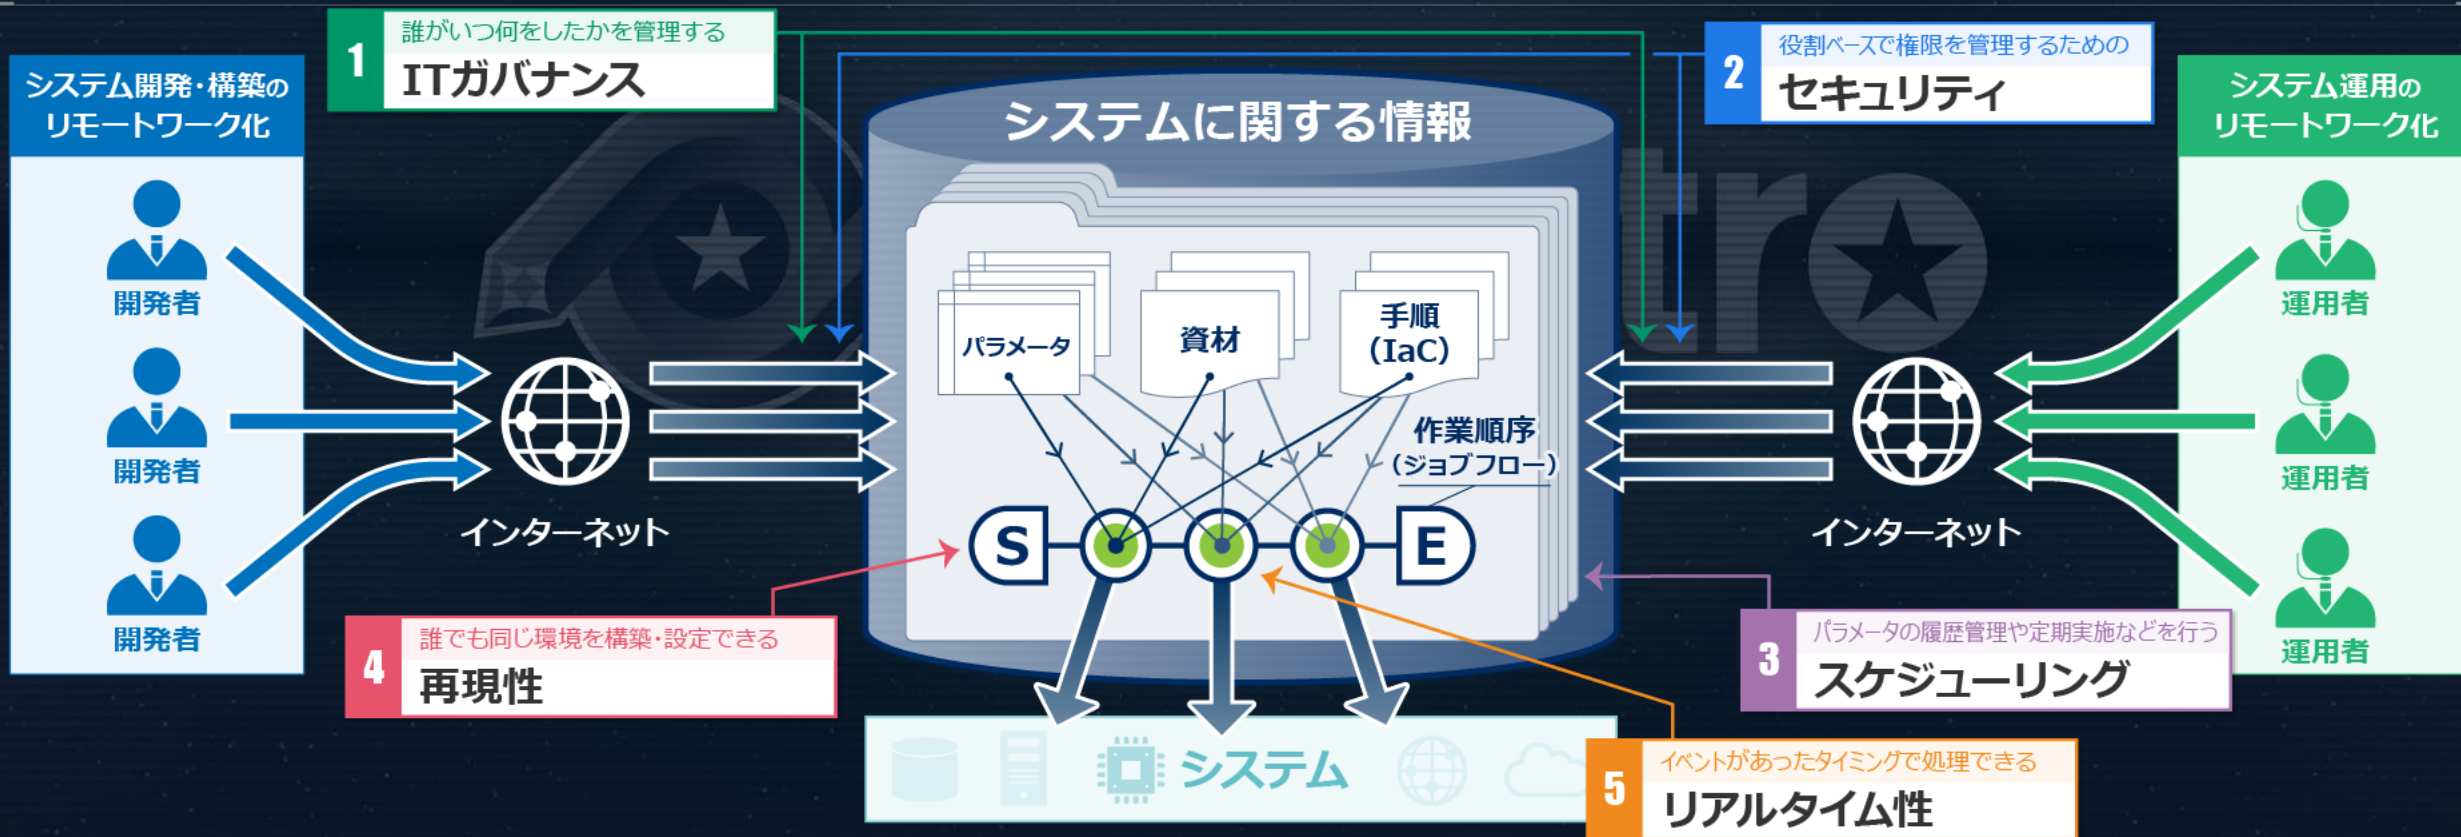 1
誰がいつ何をしたかを管理する
ITガバナンス
2
役割ベースで権限を管理するための
セキュリティ
システム開発・構築の
リモートワーク化
システム運用の
リモートワーク化
システムに関する情報
tro
開発者
開発者
開発者
運用者
運用者
運用者
パラメータ
資材
手順
(IaC)
作業順序
(ジョブフロー)
インターネット
インターネット
S
E
4
誰でも同じ環境を構築・設定できる
再現性
3
パラメータの履歴管理や定期実施などを行う
スケジューリング
システム
5
イベントがあったタイミングで処理できる
リアルタイム性